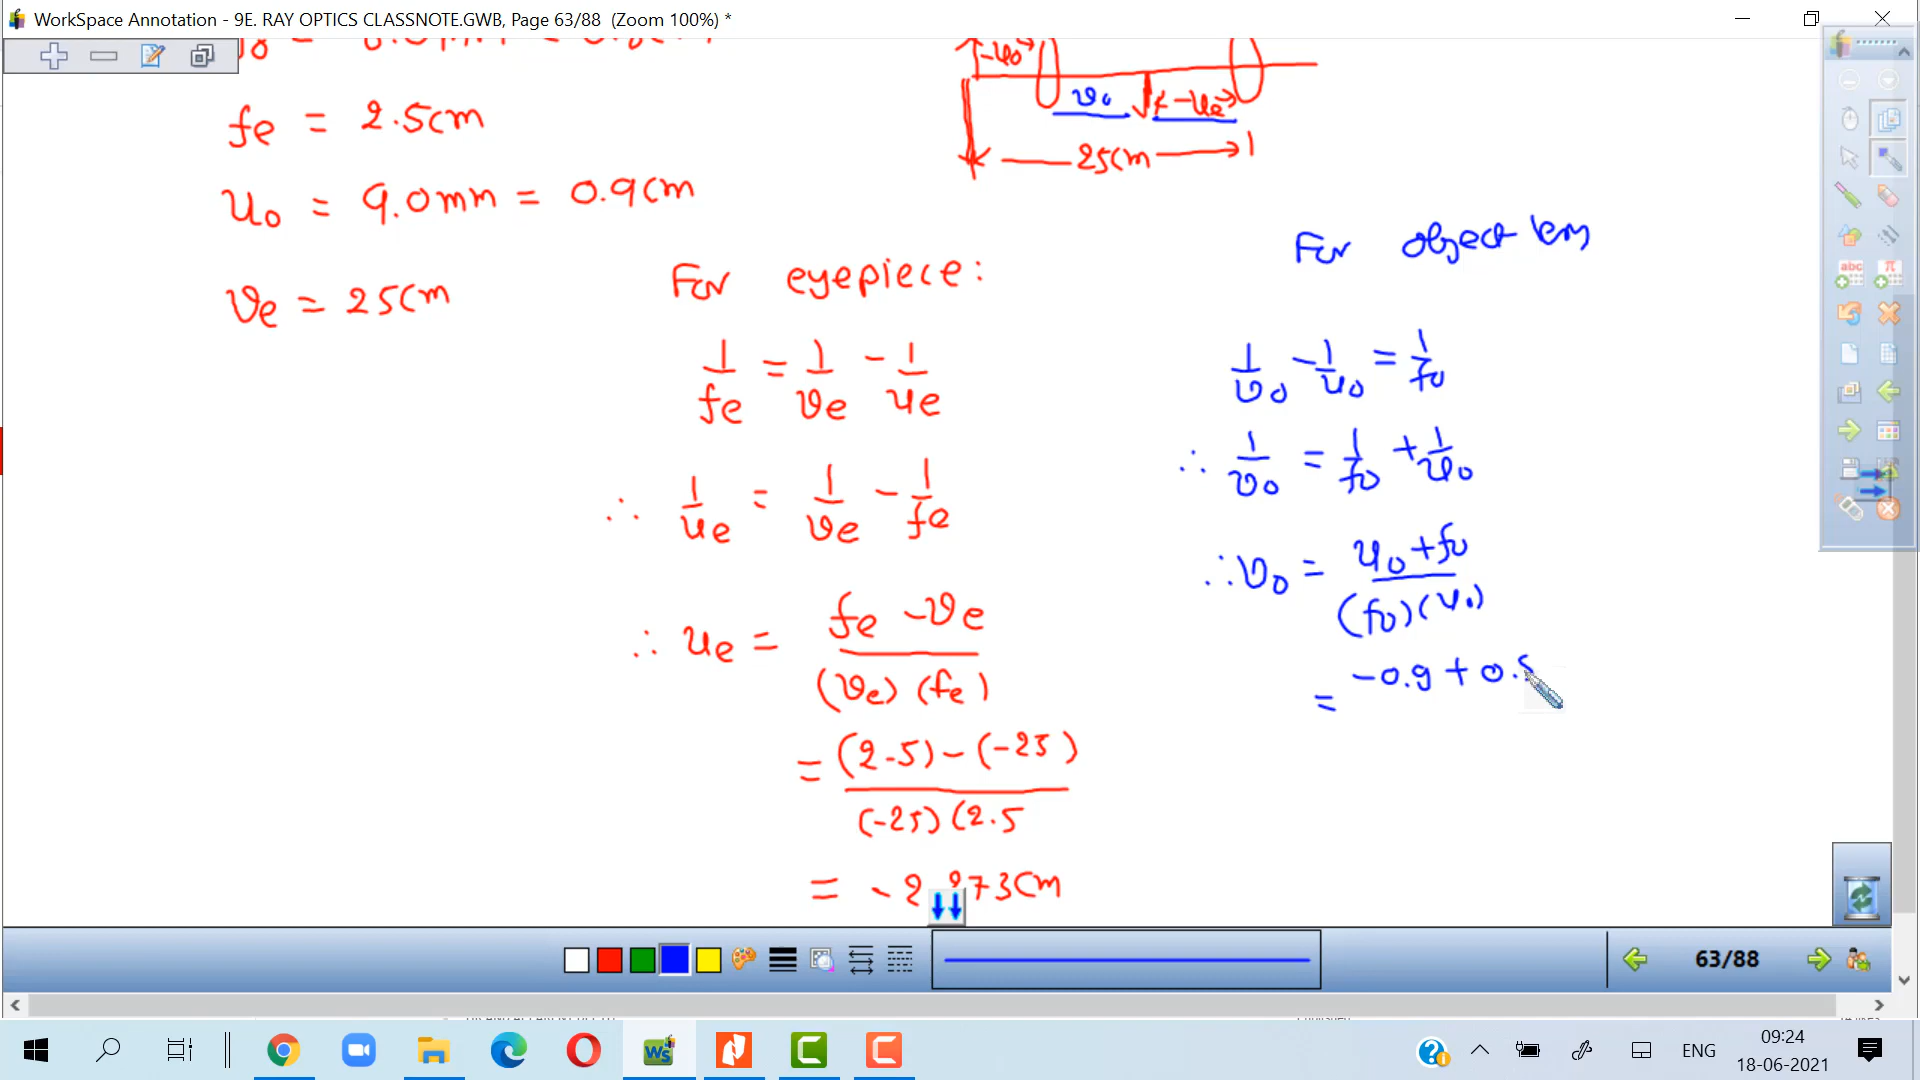 WorkSpace Annotation - 9E. RAY OPTICS CLASSNOTE.GWB, Page 63/88 (Zoom 100%) *
-u₀
fe = 2.5cm
v₀
-ue
25cm
u₀ = 9.0mm = 0.9cm
ve = 25cm
For eyepiece:
1/fe = 1/ve - 1/ue
∴ 1/ue = 1/ve - 1/fe
∴ ue = fe - ve / (ve) (fe)
= (2.5) - (-25) / (-25) (2.5
= -2.273cm
For object lens
1/v₀ - 1/u₀ = 1/f₀
∴ 1/v₀ = 1/f₀ + 1/u₀
∴ v₀ = u₀ + f₀ / (f₀) (u₀)
= -0.9 + 0.
abc
π
63/88
WS
ENG
09:24
18-06-2021